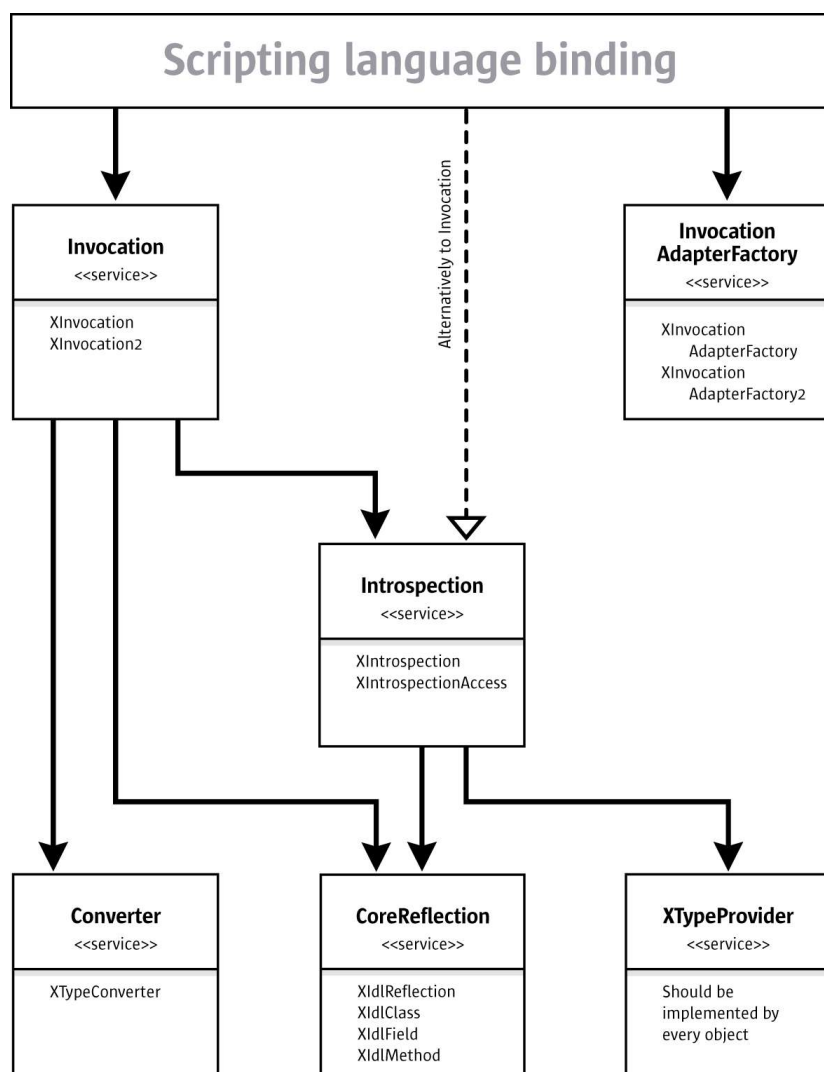 Scripting language binding
Alternatively to Invocation
Invocation
<<service>>
XInvocation
XInvocation2
Invocation
AdapterFactory
<<service>>
XInvocation
AdapterFactory
XInvocation
AdapterFactory2
Introspection
<<service>>
XIntrospection
XIntrospectionAccess
Converter
<<service>>
XTypeConverter
CoreReflection
<<service>>
XIdlReflection
XIdlClass
XIdlField
XIdlMethod
XTypeProvider
<<service>>
Should be
implemented by
every object